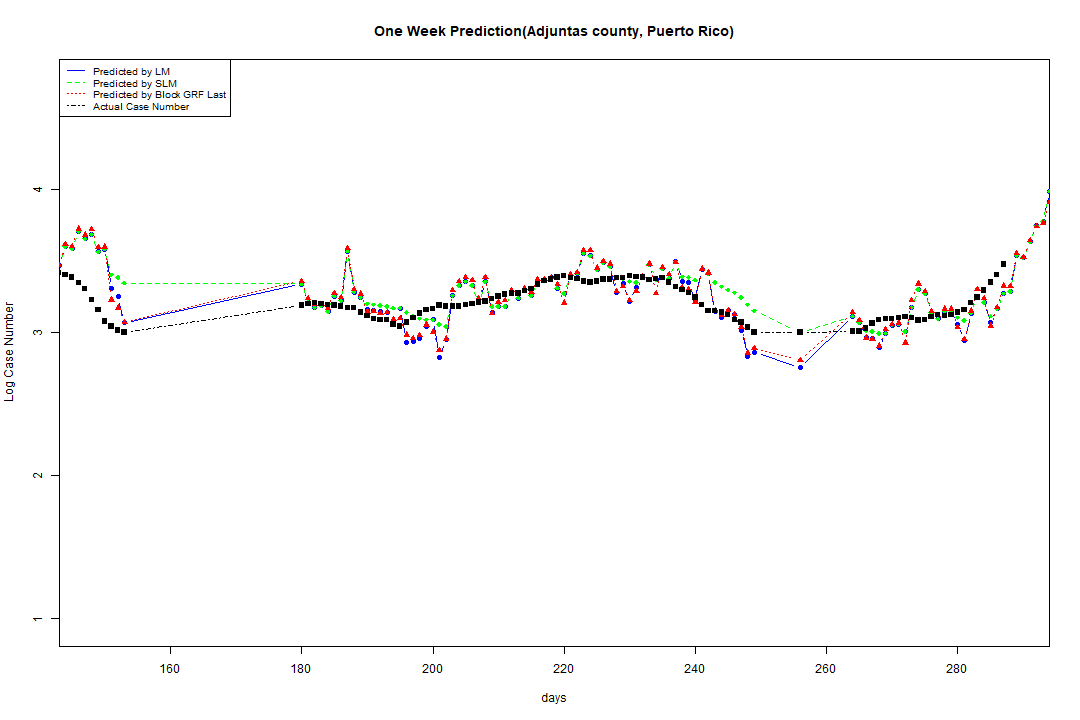 One Week Prediction(Adjuntas county, Puerto Rico)
Predicted by LM
Predicted by SLM
Predicted by Block GRF Last
Actual Case Number
Log Case Number
4
3
2
1
160 180 200 220 240 260 280
days